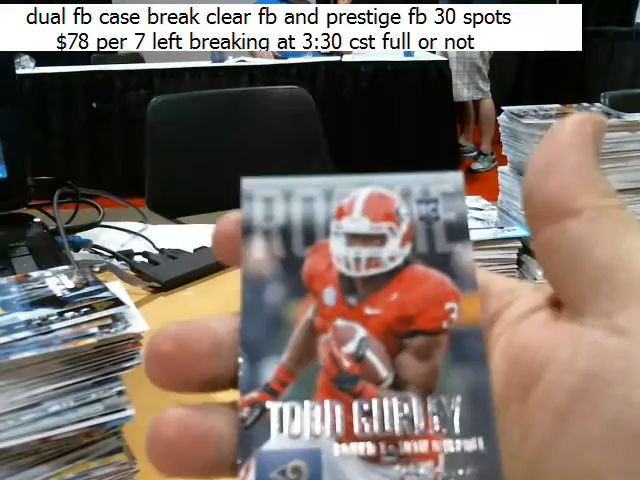 dual fb case break clear fb and prestige fb 30 spots
$78 per 7 left breaking at 3:30 cst full or not
ROOKIE
TODD GURLEY